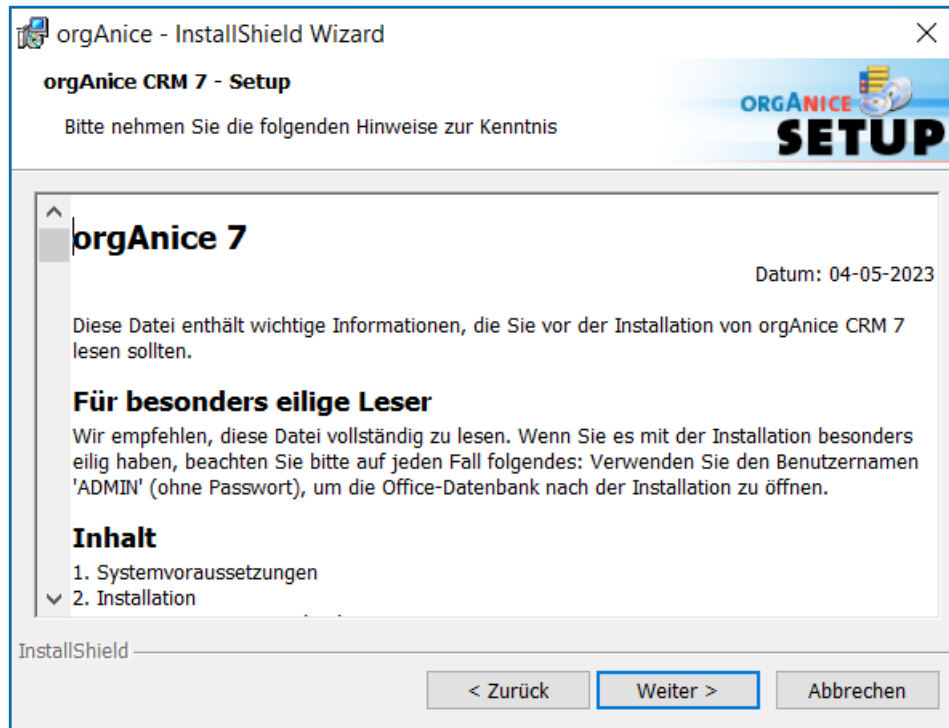 orgAnice - InstallShield Wizard
orgAnice CRM 7 - Setup
Bitte nehmen Sie die folgenden Hinweise zur Kenntnis
ORGANICE
SETUP
orgAnice 7
Datum: 04-05-2023
Diese Datei enthält wichtige Informationen, die Sie vor der Installation von orgAnice CRM 7
lesen sollten.
Für besonders eilige Leser
Wir empfehlen, diese Datei vollständig zu lesen. Wenn Sie es mit der Installation besonders
eilig haben, beachten Sie bitte auf jeden Fall folgendes: Verwenden Sie den Benutzernamen
'ADMIN' (ohne Passwort), um die Office-Datenbank nach der Installation zu öffnen.
Inhalt
1. Systemvoraussetzungen
2. Installation
InstallShield
< Zurück
Weiter >
Abbrechen